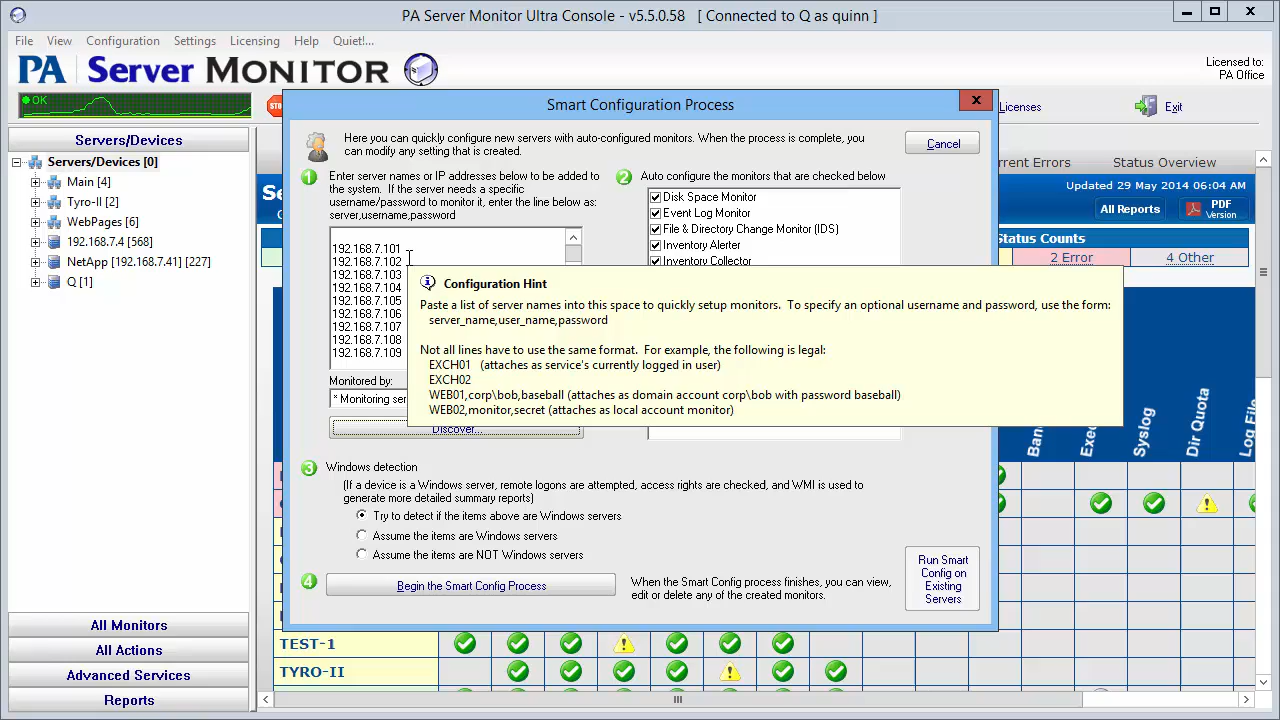 PA Server Monitor Ultra Console - v5.5.0.58 [ Connected to Q as quinn ]
File View Configuration Settings Licensing Help Quiet!...
PA Server MONITOR
Licensed to:
PA Office
OK
STO
Licenses
Exit
Servers/Devices
Servers/Devices [0]
Main [4]
Tyro-II [2]
WebPages [6]
192.168.7.4 [568]
NetApp [192.168.7.41] [227]
Q [1]
All Monitors
All Actions
Advanced Services
Reports
Smart Configuration Process
Here you can quickly configure new servers with auto-configured monitors. When the process is complete, you
can modify any setting that is created.
Cancel
1 Enter server names or IP addresses below to be added to
the system. If the server needs a specific
username/password to monitor it, enter the line below as:
server,username,password
192.168.7.101
192.168.7.102
192.168.7.103
192.168.7.104
192.168.7.105
192.168.7.106
192.168.7.107
192.168.7.108
192.168.7.109
Monitored by:
* Monitoring ser
Discover...
2 Auto configure the monitors that are checked below
Disk Space Monitor
Event Log Monitor
File & Directory Change Monitor (IDS)
Inventory Alerter
Inventory Collector
Configuration Hint
Paste a list of server names into this space to quickly setup monitors. To specify an optional username and password, use the form:
server_name,user_name,password
Not all lines have to use the same format. For example, the following is legal:
EXCH01 (attaches as service's currently logged in user)
EXCH02
WEB01,corp\bob,baseball (attaches as domain account corp\bob with password baseball)
WEB02,monitor,secret (attaches as local account monitor)
3 Windows detection
(If a device is a Windows server, remote logons are attempted, access rights are checked, and WMI is used to
generate more detailed summary reports)
Try to detect if the items above are Windows servers
Assume the items are Windows servers
Assume the items are NOT Windows servers
4 Begin the Smart Config Process
When the Smart Config process finishes, you can view,
edit or delete any of the created monitors.
Run Smart
Config on
Existing
Servers
rrent Errors
Status Overview
Updated 29 May 2014 06:04 AM
All Reports
PDF
Version
Se
Status Counts
2 Error
4 Other
Ban
Exec
Syslog
Dir Quota
Log File
TEST-1
TYRO-II